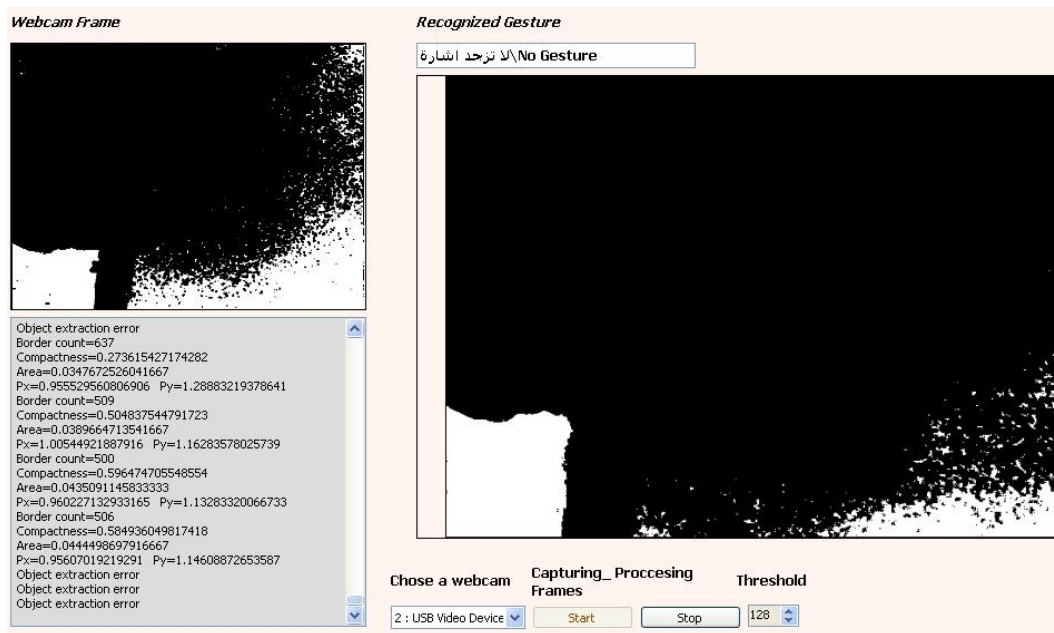 Webcam Frame
Recognized Gesture
لا تزجد اشارة\No Gesture
Object extraction error
Border count=637
Compactness=0.273615427174282
Area=0.0347672526041667
Px=0.955529560806906 Py=1.28883219378641
Border count=509
Compactness=0.504837544791723
Area=0.0389664713541667
Px=1.00544921887916 Py=1.16283578025739
Border count=500
Compactness=0.596474705548554
Area=0.0435091145833333
Px=0.960227132933165 Py=1.13283320066733
Border count=506
Compactness=0.584936049817418
Area=0.0444498697916667
Px=0.95607019219291 Py=1.14608872653587
Object extraction error
Object extraction error
Object extraction error
Chose a webcam
2 : USB Video Device
Capturing_ Proccesing
Frames
Start
Stop
Threshold
128